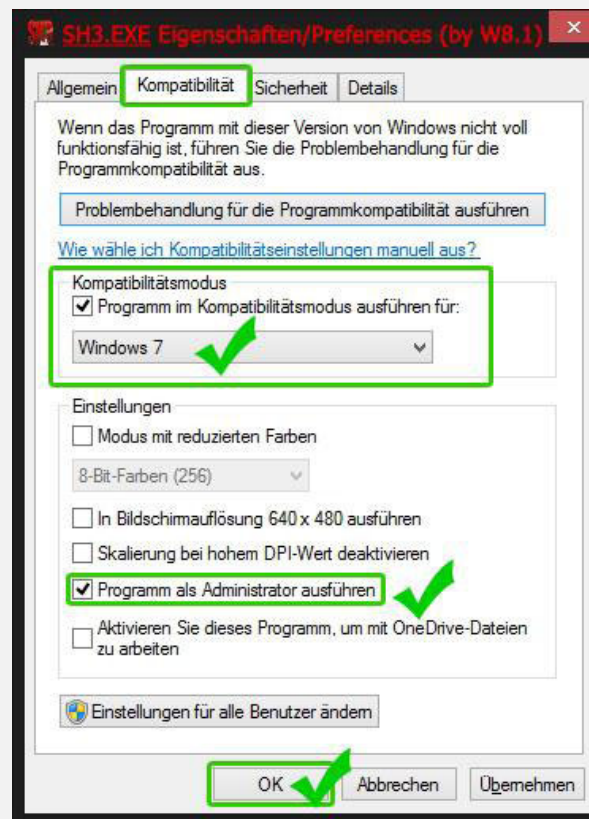 SH3.EXE Eigenschaften/Preferences (by W8.1)
Allgemein Kompatibilität Sicherheit Details
Wenn das Programm mit dieser Version von Windows nicht voll
funktionsfähig ist, führen Sie die Problembehandlung für die
Programmkompatibilität aus.
Problembehandlung für die Programmkompatibilität ausführen
Wie wähle ich Kompatibilitätseinstellungen manuell aus?
Kompatibilitätsmodus
Programm im Kompatibilitätsmodus ausführen für:
Windows 7
Einstellungen
Modus mit reduzierten Farben
8-Bit-Farben (256)
In Bildschirmauflösung 640 x 480 ausführen
Skalierung bei hohem DPI-Wert deaktivieren
Programm als Administrator ausführen
Aktivieren Sie dieses Programm, um mit OneDrive-Dateien
zu arbeiten
Einstellungen für alle Benutzer ändern
OK Abbrechen Übernehmen